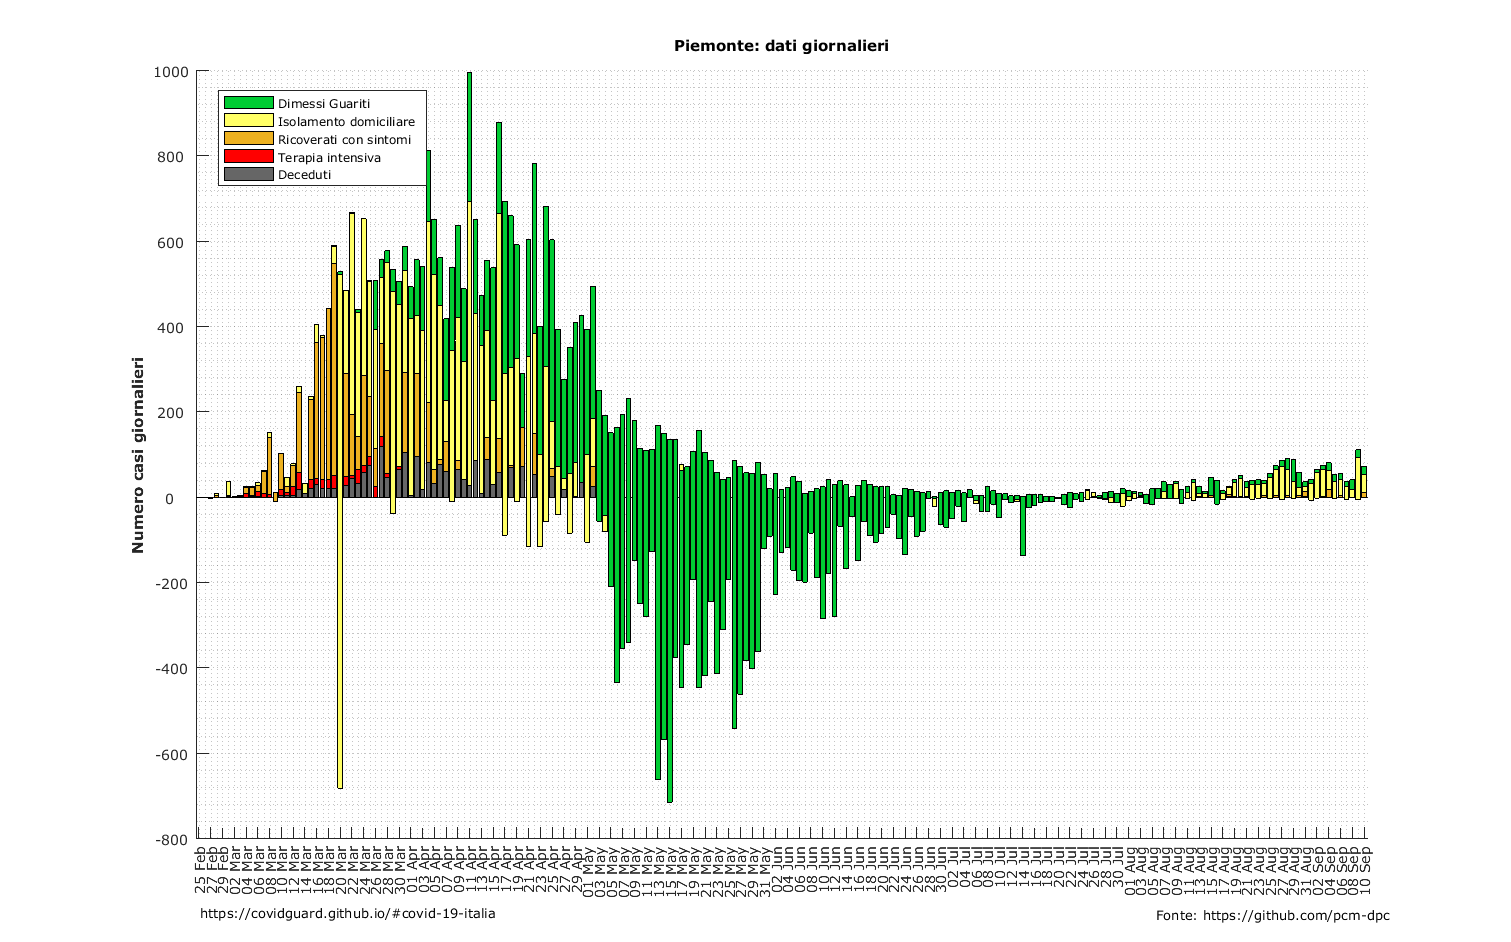 Piemonte: dati giornalieri
Numero casi giornalieri
1000
800
600
400
200
0
-200
-400
-600
-800
Dimessi Guariti
Isolamento domiciliare
Ricoverati con sintomi
Terapia intensiva
Deceduti
25 Feb
27 Feb
29 Feb
02 Mar
04 Mar
06 Mar
08 Mar
10 Mar
12 Mar
14 Mar
16 Mar
18 Mar
20 Mar
22 Mar
24 Mar
26 Mar
28 Mar
30 Mar
01 Apr
03 Apr
05 Apr
07 Apr
09 Apr
11 Apr
13 Apr
15 Apr
17 Apr
19 Apr
21 Apr
23 Apr
25 Apr
27 Apr
29 Apr
01 May
03 May
05 May
07 May
09 May
11 May
13 May
15 May
17 May
19 May
21 May
23 May
25 May
27 May
29 May
31 May
02 Jun
04 Jun
06 Jun
08 Jun
10 Jun
12 Jun
14 Jun
16 Jun
18 Jun
20 Jun
22 Jun
24 Jun
26 Jun
28 Jun
30 Jun
02 Jul
04 Jul
06 Jul
08 Jul
10 Jul
12 Jul
14 Jul
16 Jul
18 Jul
20 Jul
22 Jul
24 Jul
26 Jul
28 Jul
30 Jul
01 Aug
03 Aug
05 Aug
07 Aug
09 Aug
11 Aug
13 Aug
15 Aug
17 Aug
19 Aug
21 Aug
23 Aug
25 Aug
27 Aug
29 Aug
31 Aug
02 Sep
04 Sep
06 Sep
08 Sep
10 Sep
https://covidguard.github.io/#covid-19-italia
Fonte: https://github.com/pcm-dpc